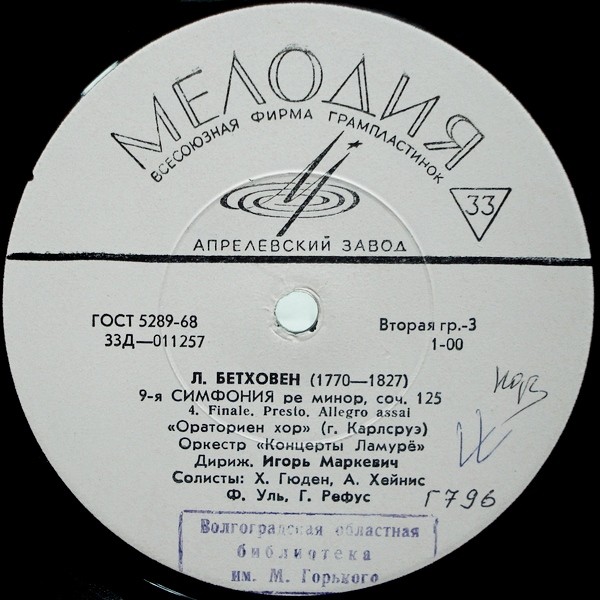 МЕЛОДИЯ
ВСЕСОЮЗНАЯ ФИРМА ГРАМПЛАСТИНОК
33
АПРЕЛЕВСКИЙ ЗАВОД
ГОСТ 5289-68
33Д—011257
Вторая гр.-3
1-00
Л. БЕТХОВЕН (1770—1827)
9-я СИМФОНИЯ ре минор, соч. 125
4. Finale. Presto. Allegro assai
«Ораториен хор» (г. Карлсруэ)
Оркестр «Концерты Ламурё»
Дириж. Игорь Маркевич
Солисты: Х. Гюден, А. Хейнис
Ф. Уль, Г. Рефус
Г796
Волгоградская областная
библиотека
им. М. Горького